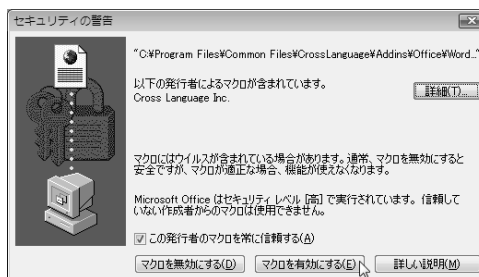 セキュリティの警告
"C:¥Program Files¥Common Files¥CrossLanguage¥Addins¥Office¥Word..."
以下の発行者によるマクロが含まれています。
Cross Language Inc.
詳細(T)...
マクロにはウイルスが含まれている場合があります。通常、マクロを無効にすると
安全ですが、マクロが適正な場合、機能が使えなくなります。
Microsoft Office はセキュリティ レベル [高] で実行されています。信頼して
いない作成者からのマクロは使用できません。
この発行者のマクロを常に信頼する(A)
マクロを無効にする(D) マクロを有効にする(E) 詳しい説明(M)